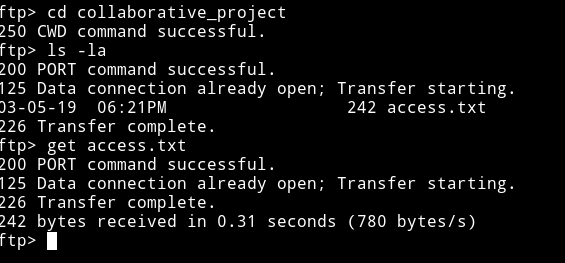 ftp> cd collaborative_project
250 CWD command successful.
ftp> ls -la
200 PORT command successful.
125 Data connection already open; Transfer starting.
03-05-19  06:21PM                  242 access.txt
226 Transfer complete.
ftp> get access.txt
200 PORT command successful.
125 Data connection already open; Transfer starting.
226 Transfer complete.
242 bytes received in 0.31 seconds (780 bytes/s)
ftp>